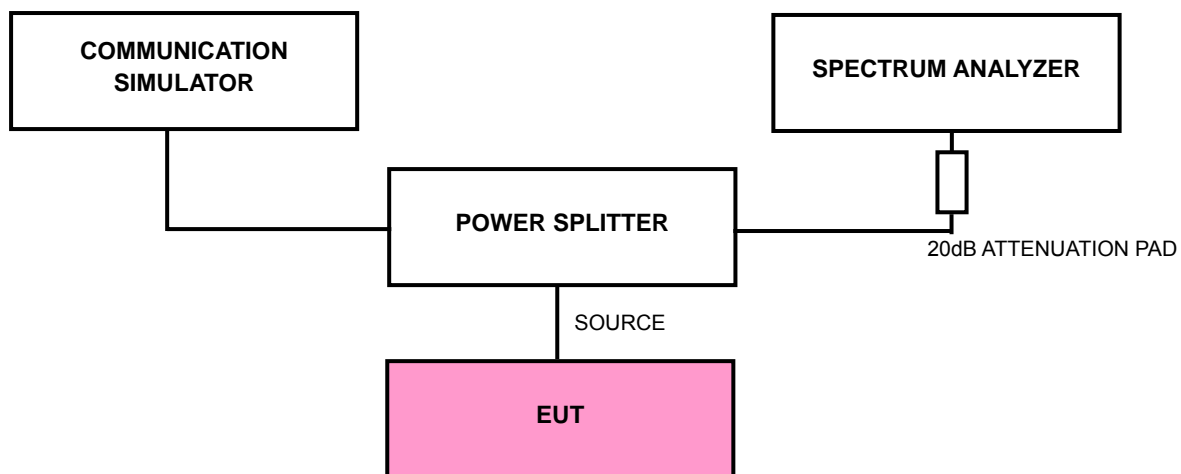 COMMUNICATION
SIMULATOR
SPECTRUM ANALYZER
POWER SPLITTER
20dB ATTENUATION PAD
SOURCE
EUT